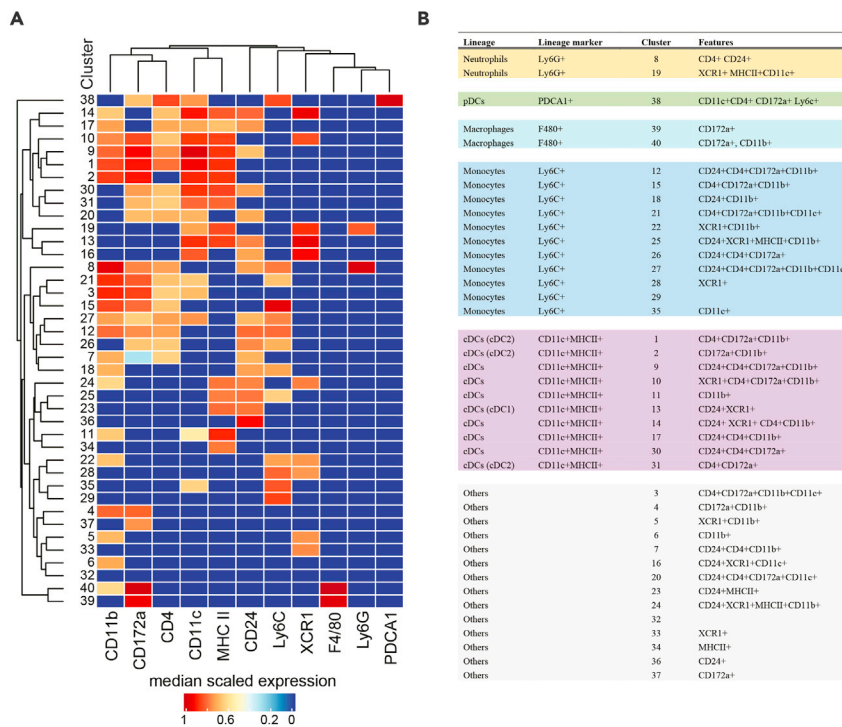 A
Cluster
38
14
17
10
9
1
2
30
31
20
19
13
16
8
21
3
15
27
12
26
7
18
24
25
23
36
11
34
22
28
35
29
4
37
5
33
6
32
40
39
CD11b
CD172a
CD4
CD11c
MHC II
CD24
Ly6C
XCR1
F4/80
Ly6G
PDCA1
median scaled expression
1 0.6 0.2 0
B
Lineage Lineage marker Cluster Features
Neutrophils Ly6G+ 8 CD4+ CD24+
Neutrophils Ly6G+ 19 XCR1+ MHCII+CD11c+
pDCs PDCA1+ 38 CD11c+CD4+ CD172a+ Ly6c+
Macrophages F480+ 39 CD172a+
Macrophages F480+ 40 CD172a+, CD11b+
Monocytes Ly6C+ 12 CD24+CD4+CD172a+CD11b+
Monocytes Ly6C+ 15 CD4+CD172a+CD11b+
Monocytes Ly6C+ 18 CD24+CD11b+
Monocytes Ly6C+ 21 CD4+CD172a+CD11b+CD11c+
Monocytes Ly6C+ 22 XCR1+CD11b+
Monocytes Ly6C+ 25 CD24+XCR1+MHCII+CD11b+
Monocytes Ly6C+ 26 CD24+CD4+CD172a+
Monocytes Ly6C+ 27 CD24+CD4+CD172a+CD11b+CD11c
Monocytes Ly6C+ 28 XCR1+
Monocytes Ly6C+ 29
Monocytes Ly6C+ 35 CD11c+
cDCs (cDC2) CD11c+MHCII+ 1 CD4+CD172a+CD11b+
cDCs (cDC2) CD11c+MHCII+ 2 CD172a+CD11b+
cDCs CD11c+MHCII+ 9 CD24+CD4+CD172a+CD11b+
cDCs CD11c+MHCII+ 10 XCR1+CD4+CD172a+CD11b+
cDCs CD11c+MHCII+ 11 CD11b+
cDCs (cDC1) CD11c+MHCII+ 13 CD24+XCR1+
cDCs CD11c+MHCII+ 14 CD24+ XCR1+ CD4+CD11b+
cDCs CD11c+MHCII+ 17 CD24+CD4+CD11b+
cDCs CD11c+MHCII+ 30 CD24+CD4+CD172a+
cDCs (cDC2) CD11c+MHCII+ 31 CD4+CD172a+
Others 3 CD4+CD172a+CD11b+CD11c+
Others 4 CD172a+CD11b+
Others 5 XCR1+CD11b+
Others 6 CD11b+
Others 7 CD24+CD4+CD11b+
Others 16 CD24+XCR1+CD11c+
Others 20 CD24+CD4+CD172a+CD11c+
Others 23 CD24+MHCII+
Others 24 CD24+XCR1+MHCII+CD11b+
Others 32
Others 33 XCR1+
Others 34 MHCII+
Others 36 CD24+
Others 37 CD172a+